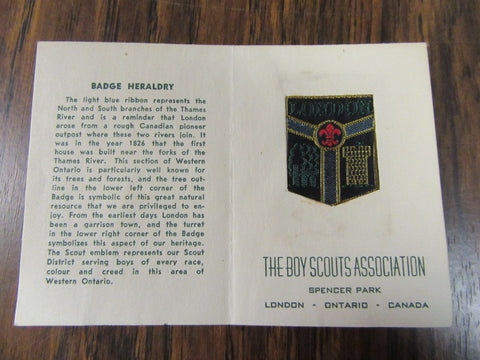 BADGE HERALDRY
The light blue ribbon represents the
North and South branches of the Thames
River and is a reminder that London
arose from a rough Canadian pioneer
outpost where these two rivers join. It
was in the year 1826 that the first
house was built near the forks of the
Thames River. This section of Western
Ontario is particularly well known for
its trees and forests, and the tree out-
line in the lower left corner of the
Badge is symbolic of this great natural
resource that we are privileged to en-
joy. From the earliest days London has
been a garrison town, and the turret
in the lower right corner of the Badge
symbolizes this aspect of our heritage.
The Scout emblem represents our Scout
District serving boys of every race,
colour and creed in this area of
Western Ontario.
LONDON
THE BOY SCOUTS ASSOCIATION
SPENCER PARK
LONDON - ONTARIO - CANADA